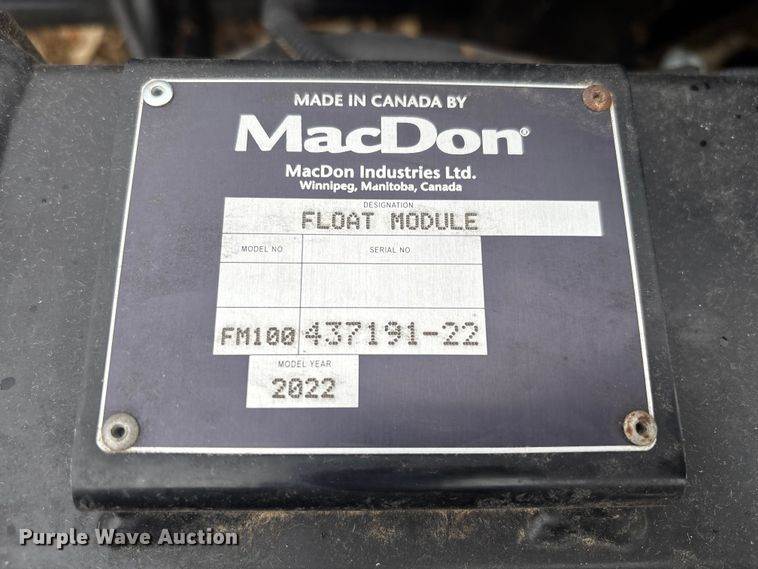 MADE IN CANADA BY
MacDon®
MacDon Industries Ltd.
Winnipeg, Manitoba, Canada
DESIGNATION
FLOAT MODULE
MODEL NO SERIAL NO
FM100 437191-22
MODEL YEAR
2022
Purple Wave Auction